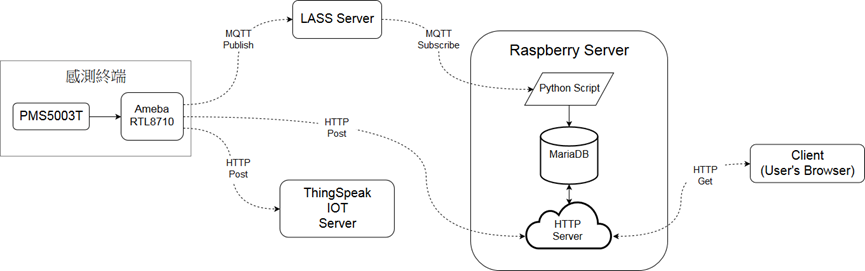 LASS Server
MQTT
Publish
MQTT
Subscribe
Raspberry Server
感測終端
Python Script
PMS5003T
Ameba
RTL8710
HTTP
Post
MariaDB
Client
(User's Browser)
HTTP
Post
HTTP
Get
ThingSpeak
IOT
Server
HTTP
Server